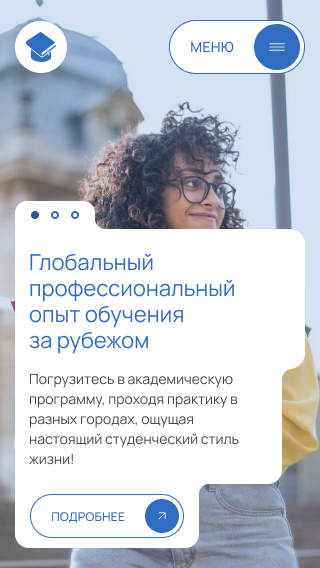 МЕНЮ
Глобальный
профессиональный
опыт обучения
за рубежом
Погрузитесь в академическую
программу, проходя практику в
разных городах, ощущая
настоящий студенческий стиль
жизни!
ПОДРОБНЕЕ